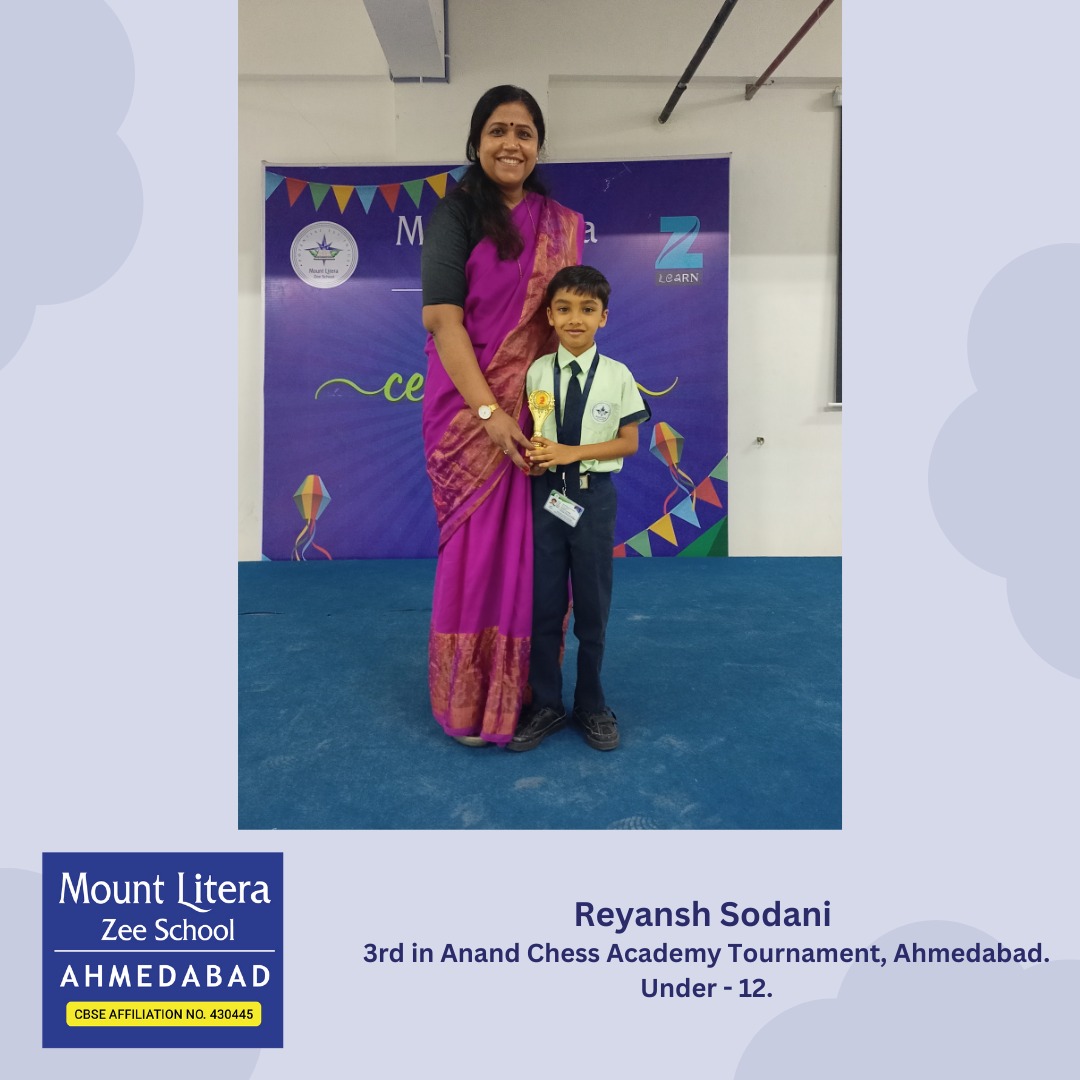 M
a
Mount Litera
Zee School
Z
LEARN
ce
Mount Litera
Zee School
AHMEDABAD
CBSE AFFILIATION NO. 430445
Reyansh Sodani
3rd in Anand Chess Academy Tournament, Ahmedabad.
Under - 12.